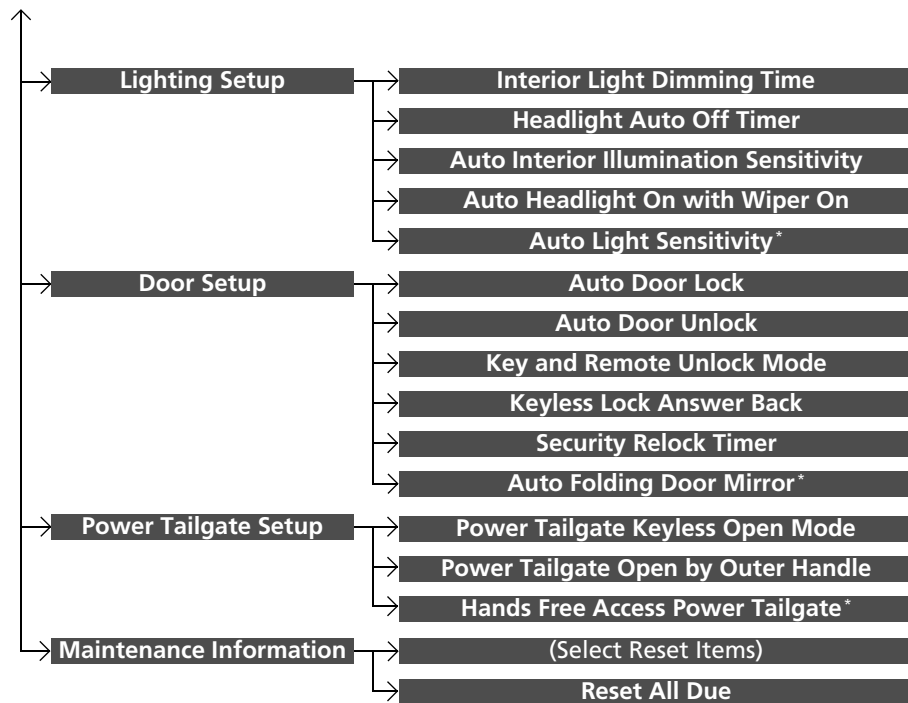 Lighting Setup
Interior Light Dimming Time
Headlight Auto Off Timer
Auto Interior Illumination Sensitivity
Auto Headlight On with Wiper On
Auto Light Sensitivity*
Door Setup
Auto Door Lock
Auto Door Unlock
Key and Remote Unlock Mode
Keyless Lock Answer Back
Security Relock Timer
Auto Folding Door Mirror*
Power Tailgate Setup
Power Tailgate Keyless Open Mode
Power Tailgate Open by Outer Handle
Hands Free Access Power Tailgate*
Maintenance Information
(Select Reset Items)
Reset All Due